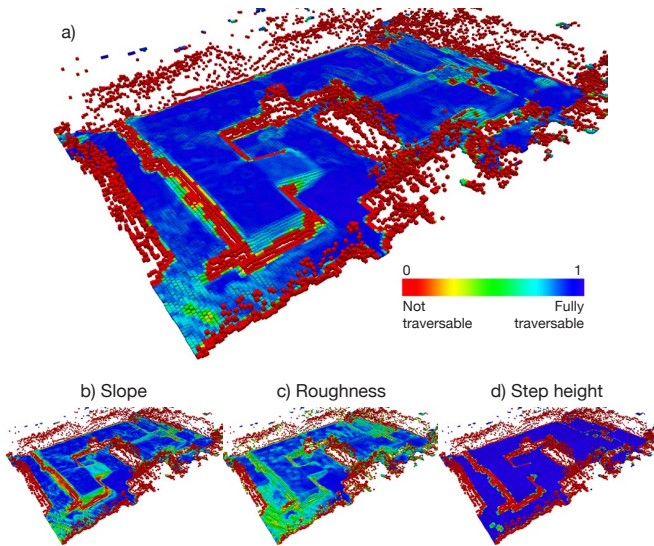 a)
0 1
Not Fully
traversable traversable
b) Slope c) Roughness d) Step height